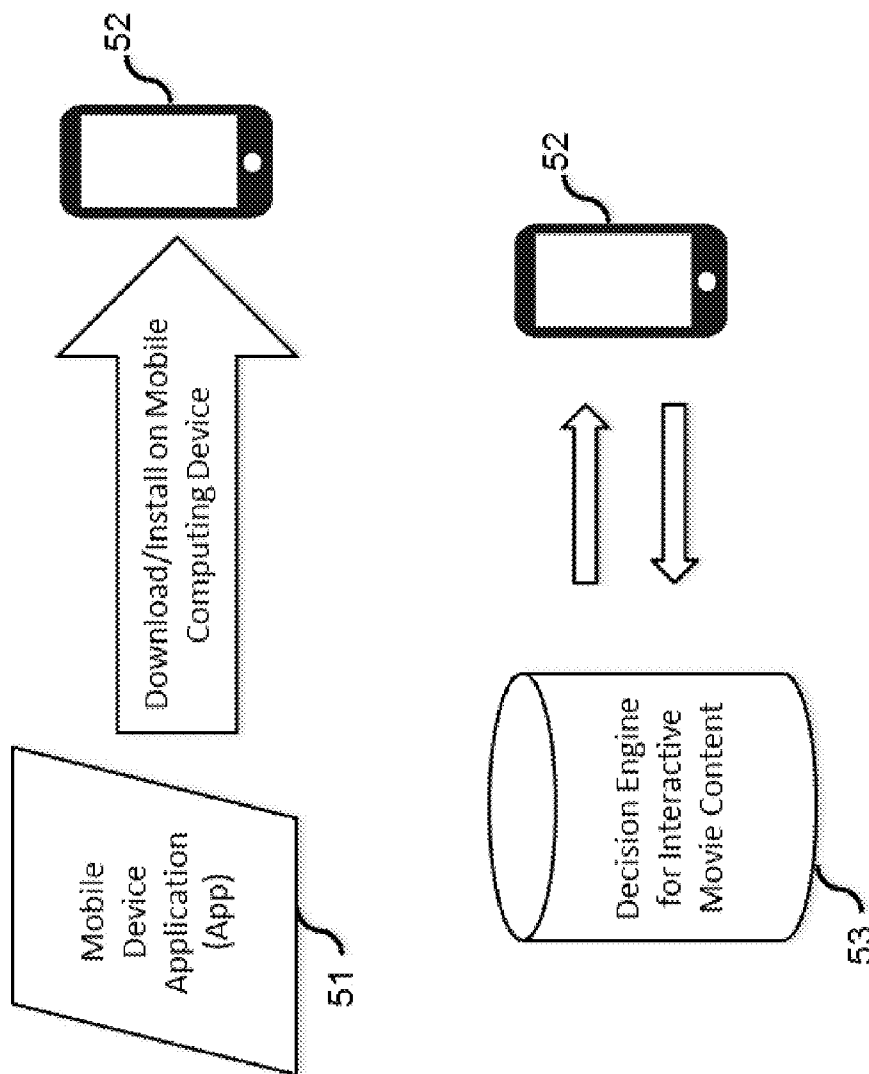 Mobile
Device
Application
(App)
51
Download/Install on Mobile
Computing Device
52
Decision Engine
for Interactive
Movie Content
53
52